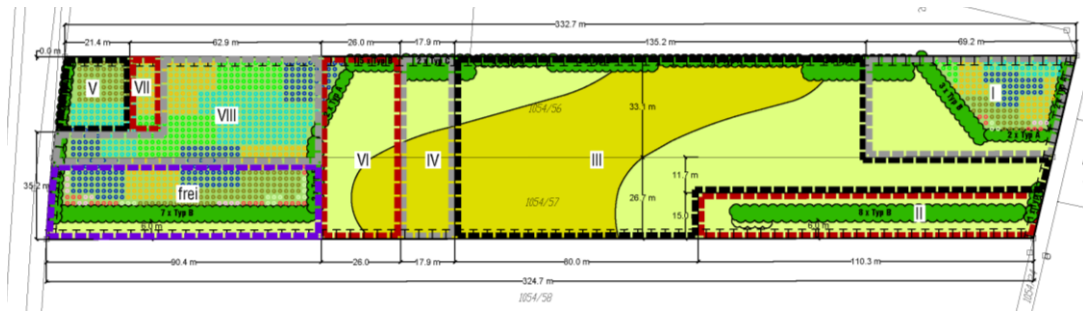 332.7 m
0.0 m
21.4 m
62.9 m
26.0 m
17.9 m
135.2 m
69.2 m
V
VII
VIII
I
1054/56
33.1 m
2 x Typ A
VI
IV
III
35.2 m
frei
11.7 m
26.7 m
1054/57
7 x Typ B
6.0 m
15.0
8 x Typ B
II
6.0 m
90.4 m
26.0
17.9 m
80.0 m
110.3 m
324.7 m
1054/58